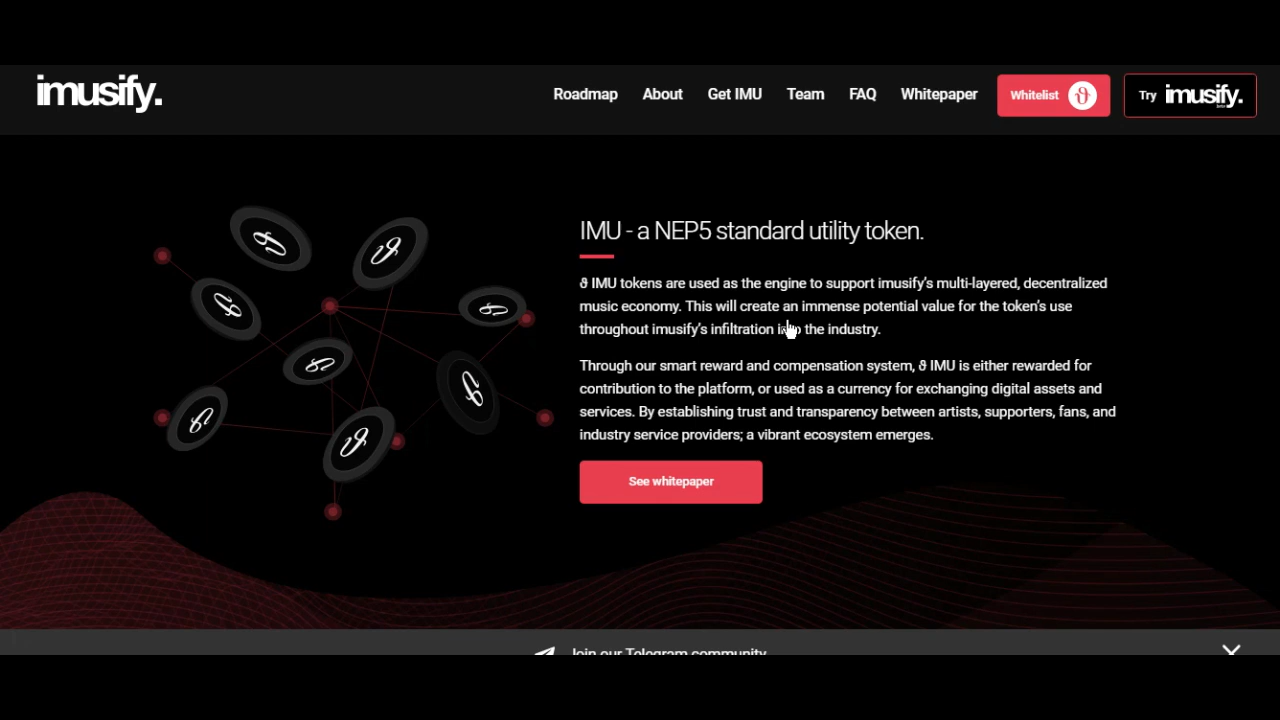 imusify.
Roadmap About Get IMU Team FAQ Whitepaper Whitelist ϑ Try imusify.
IMU - a NEP5 standard utility token.
ϑ IMU tokens are used as the engine to support imusify's multi-layered, decentralized
music economy. This will create an immense potential value for the token's use
throughout imusify's infiltration into the industry.
Through our smart reward and compensation system, ϑ IMU is either rewarded for
contribution to the platform, or used as a currency for exchanging digital assets and
services. By establishing trust and transparency between artists, supporters, fans, and
industry service providers; a vibrant ecosystem emerges.
See whitepaper
Join our Telegram community